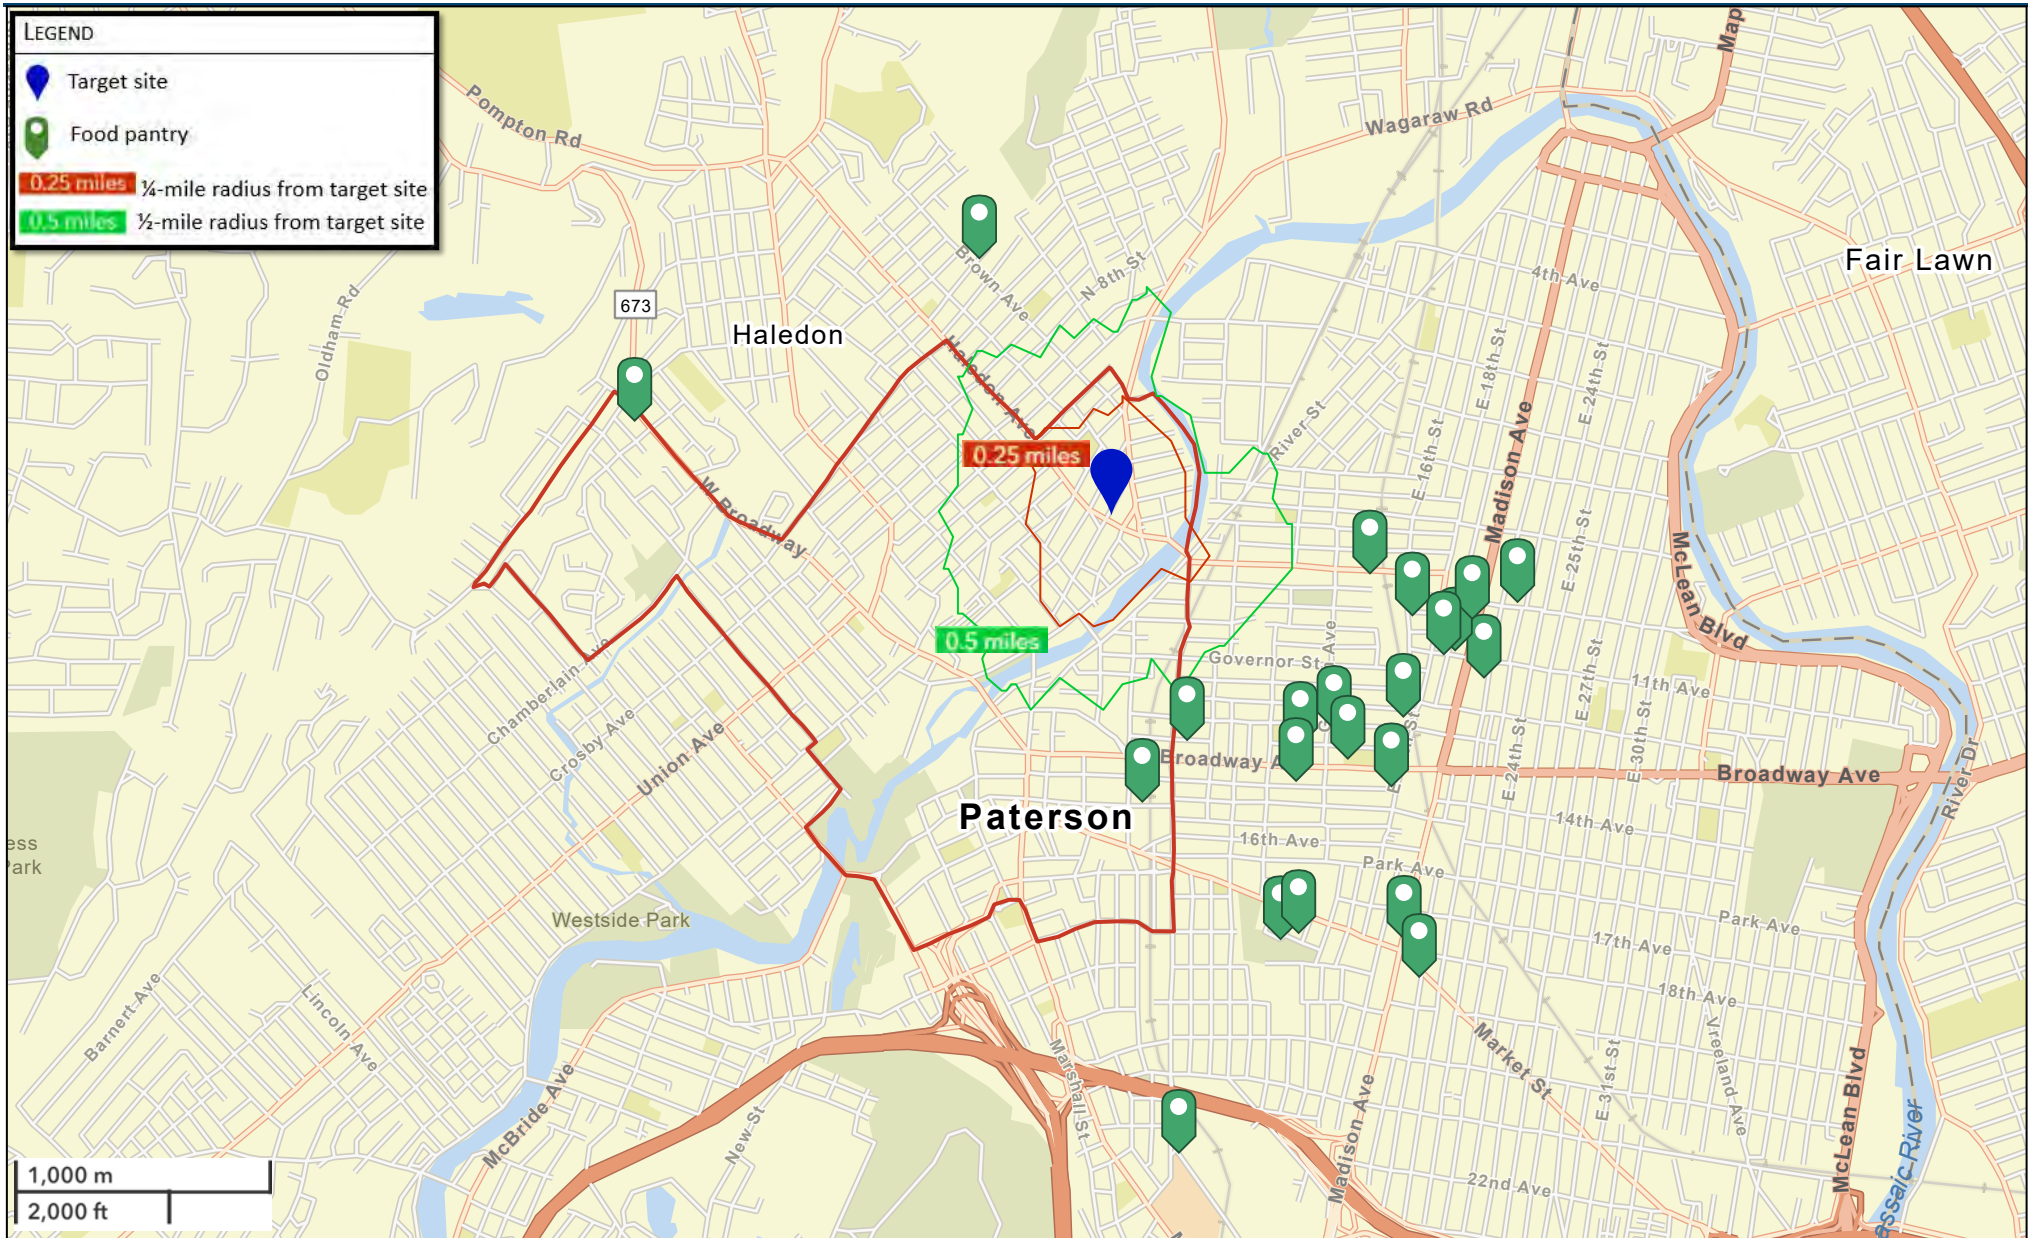 LEGEND
Target site
Food pantry
0.25 miles ¼-mile radius from target site
0.5 miles ½-mile radius from target site
Pompton Rd
Map
Wagaraw Rd
Fair Lawn
Brown Ave
N 8th St
4th Ave
Oldham Rd
673
Haledon
Haledon Ave
E 18th St
E 24th St
River St
E 16th St
Madison Ave
0.25 miles
W Broadway
E 25th St
McLean Blvd
0.5 miles
Governor St
Ave
Chamberlain Ave
E 27th St
11th Ave
Crosby Ave
Union Ave
E 30th St
E 24th St
Broadway A
Broadway Ave
River Dr
Paterson
14th Ave
16th Ave
Park Ave
ess
Park
Westside Park
Park Ave
17th Ave
Barnert Ave
Lincoln Ave
18th Ave
Market St
Vreeland Ave
E 31st St
McBride Ave
Marshall St
New St
Madison Ave
McLean Blvd
22nd Ave
assaic River
1,000 m
2,000 ft